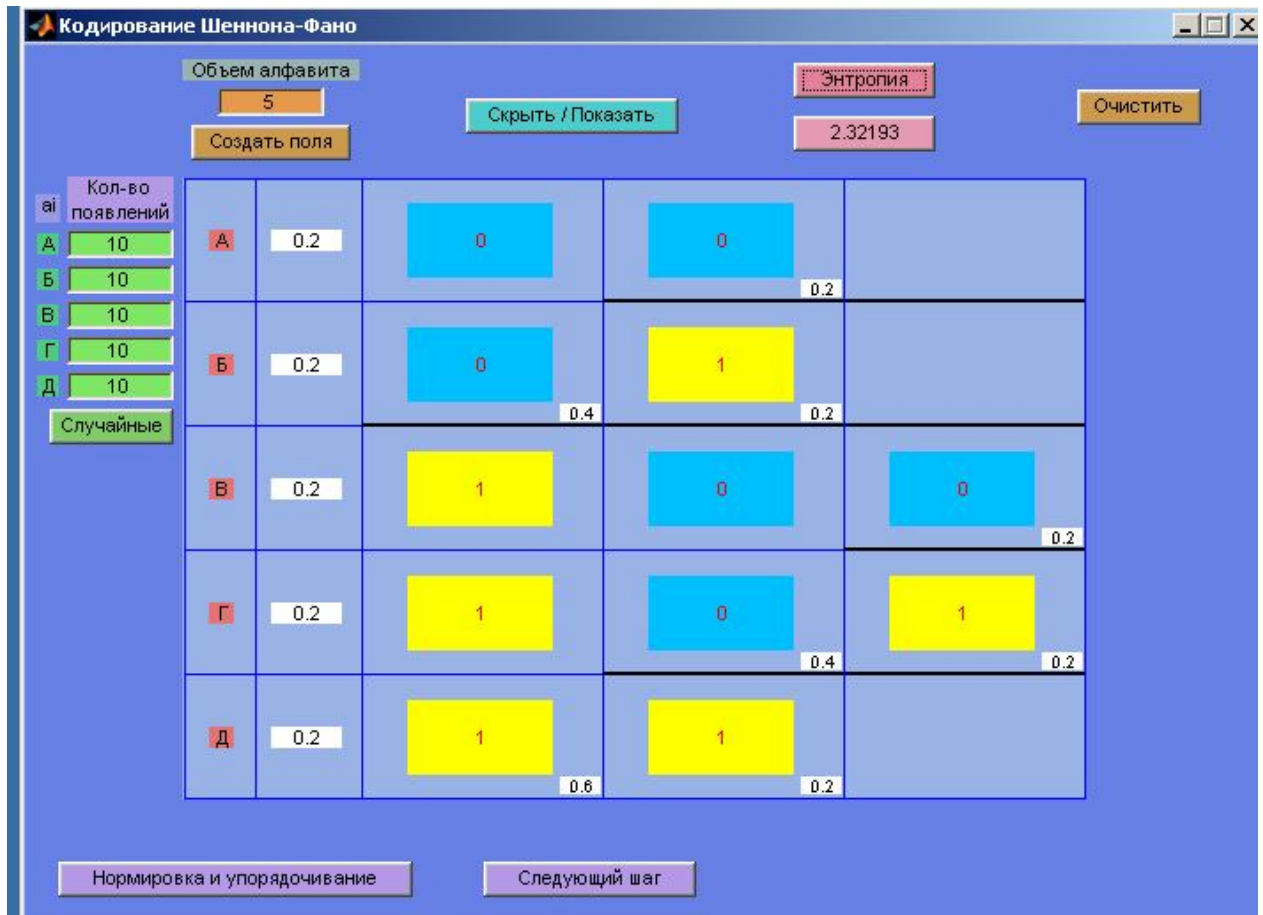 Кодирование Шеннона-Фано
Объем алфавита
5
Создать поля
Скрыть / Показать
Энтропия
2.32193
Очистить
ai
Кол-во
появлений
А 10
Б 10
В 10
Г 10
Д 10
Случайные
А 0.2 0 0
0.2
Б 0.2 0 1
0.4 0.2
В 0.2 1 0 0
0.2
Г 0.2 1 0 1
0.4 0.2
Д 0.2 1 1
0.6 0.2
Нормировка и упорядочивание
Следующий шаг